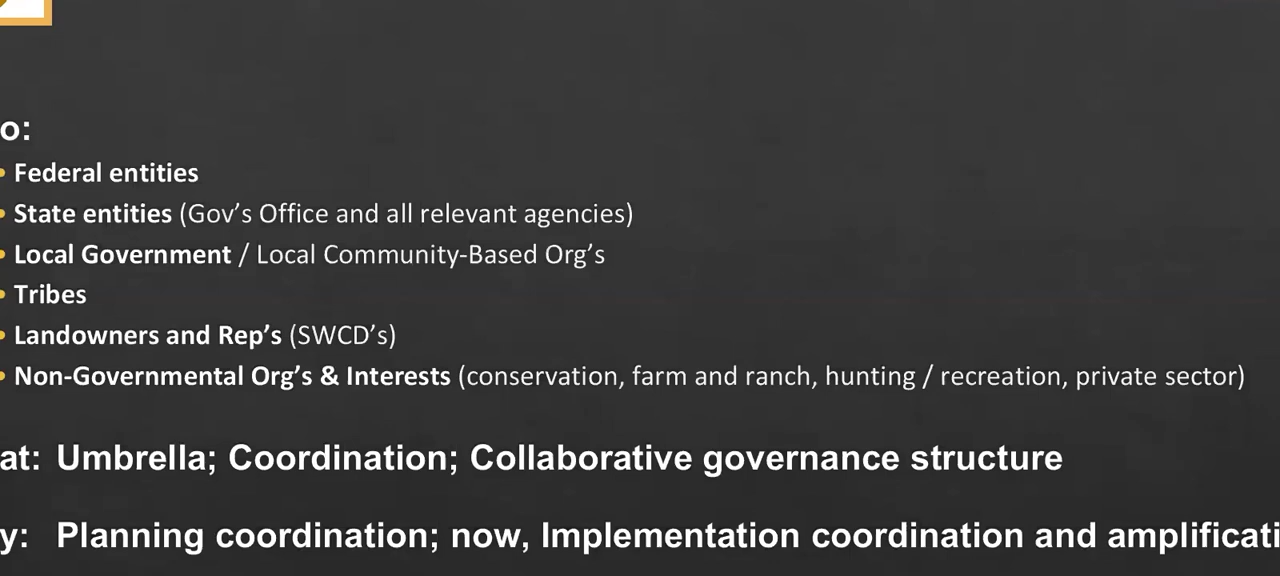 o:
• Federal entities
• State entities (Gov’s Office and all relevant agencies)
• Local Government / Local Community-Based Org’s
• Tribes
• Landowners and Rep’s (SWCD’s)
• Non-Governmental Org’s & Interests (conservation, farm and ranch, hunting / recreation, private sector)
at: Umbrella; Coordination; Collaborative governance structure
y: Planning coordination; now, Implementation coordination and amplificati